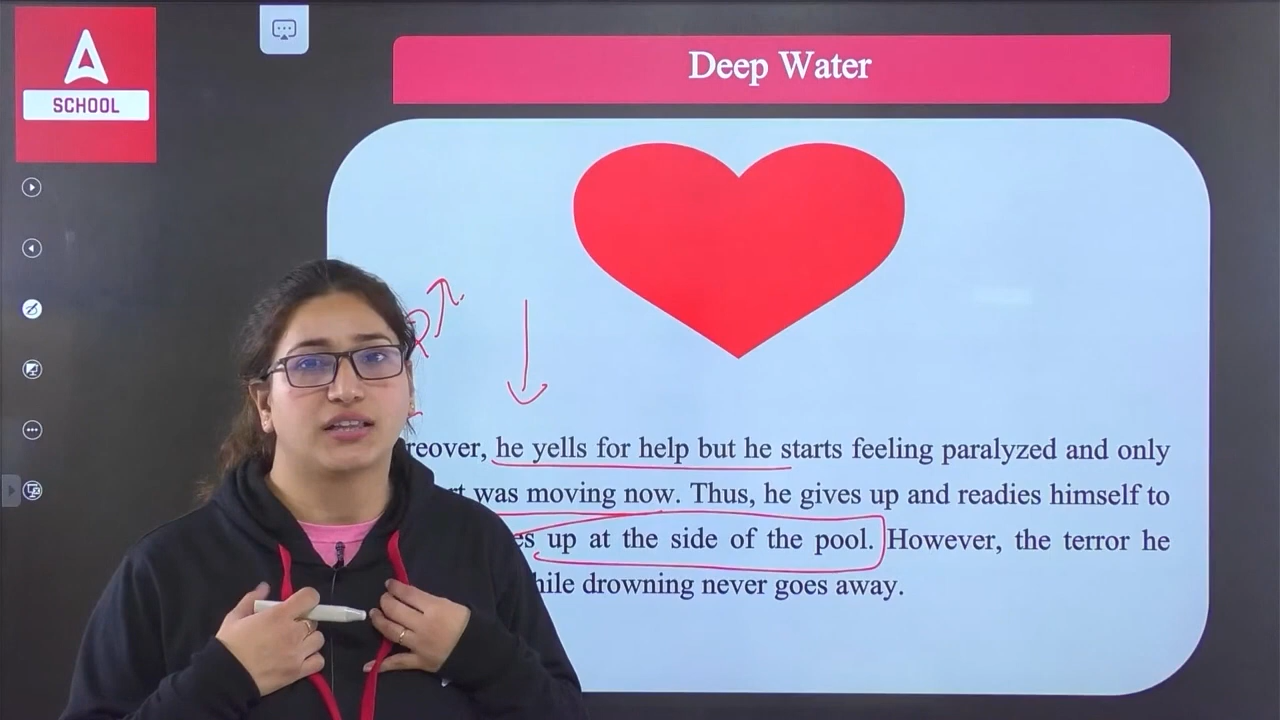 SCHOOL
Deep Water
reover, he yells for help but he starts feeling paralyzed and only
rt was moving now. Thus, he gives up and readies himself to
es up at the side of the pool. However, the terror he
hile drowning never goes away.